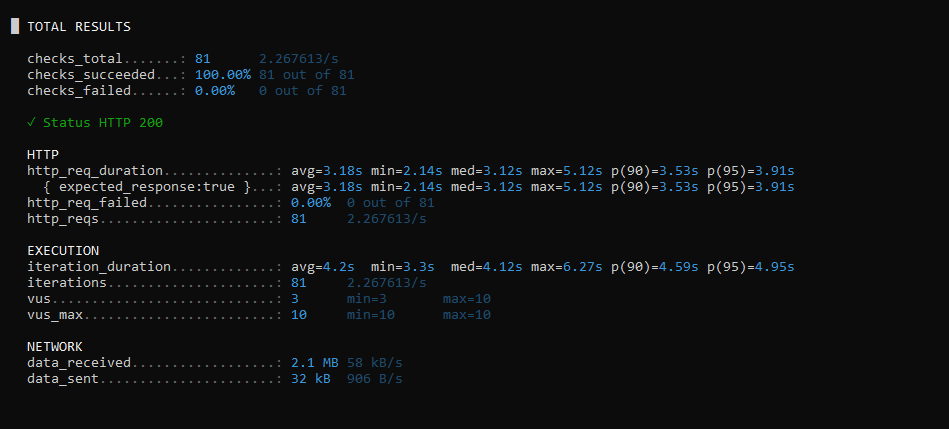 TOTAL RESULTS
checks_total.......: 81 2.267613/s
checks_succeeded...: 100.00% 81 out of 81
checks_failed......: 0.00% 0 out of 81
✓ Status HTTP 200
HTTP
http_req_duration..............: avg=3.18s min=2.14s med=3.12s max=5.12s p(90)=3.53s p(95)=3.91s
{ expected_response:true }...: avg=3.18s min=2.14s med=3.12s max=5.12s p(90)=3.53s p(95)=3.91s
http_req_failed................: 0.00% 0 out of 81
http_reqs......................: 81 2.267613/s
EXECUTION
iteration_duration.............: avg=4.2s min=3.3s med=4.12s max=6.27s p(90)=4.59s p(95)=4.95s
iterations.....................: 81 2.267613/s
vus............................: 3 min=3 max=10
vus_max........................: 10 min=10 max=10
NETWORK
data_received..................: 2.1 MB 58 kB/s
data_sent......................: 32 kB 906 B/s